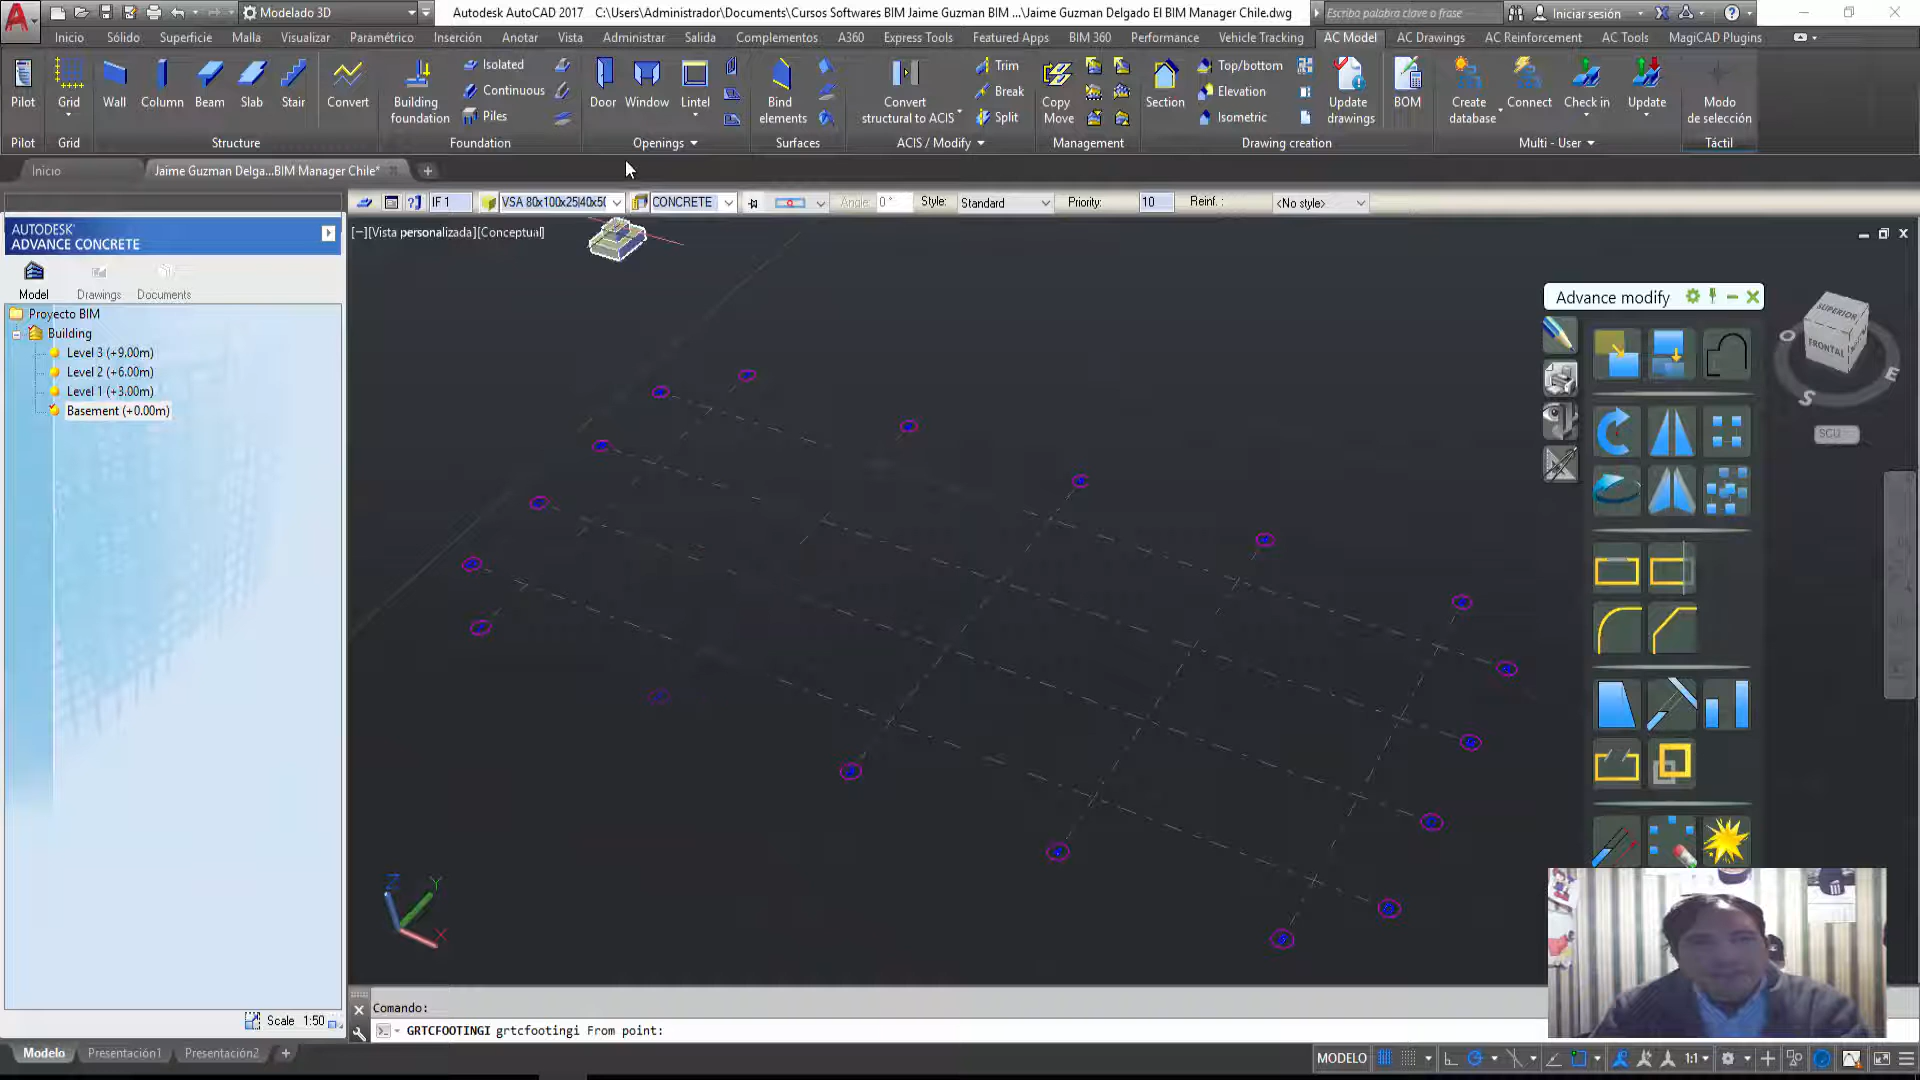 Modelado 3D
Autodesk AutoCAD 2017
C:\Users\Administrador\Documents\Cursos Softwares BIM Jaime Guzman BIM ...\Jaime Guzman Delgado El BIM Manager Chile.dwg
Escriba palabra clave o frase
Iniciar sesión
Inicio Sólido Superficie Malla Visualizar Paramétrico Inserción Anotar Vista Administrar Salida Complementos A360 Express Tools Featured Apps BIM 360 Performance Vehicle Tracking AC Model AC Drawings AC Reinforcement AC Tools MagiCAD Plugins
Pilot
Grid
Wall
Column
Beam
Slab
Stair
Convert
Building foundation
Isolated
Continuous
Piles
Door
Window
Lintel
Bind elements
Convert structural to ACIS
Trim
Break
Split
Copy Move
Section
Top/bottom
Elevation
Isometric
Update drawings
BOM
Create database
Connect
Check in
Update
Modo de selección
Pilot Grid Structure Foundation Openings Surfaces ACIS / Modify Management Drawing creation Multi - User Táctil
Inicio
Jaime Guzman Delga...BIM Manager Chile*
IF 1
VSA 80x100x25|40x50
CONCRETE
Angle: 0 °
Style: Standard
Priority: 10
Reinf. : <No style>
AUTODESK®
ADVANCE CONCRETE
Model Drawings Documents
Proyecto BIM
Building
Level 3 (+9.00m)
Level 2 (+6.00m)
Level 1 (+3.00m)
Basement (+0.00m)
Scale 1:50
[−][Vista personalizada][Conceptual]
Advance modify
SUPERIOR
FRONTAL
O
E
S
SCU
Z
Y
X
Comando:
GRTCFOOTINGI grtcfootingi From point:
Modelo Presentación1 Presentación2
MODELO
1:1